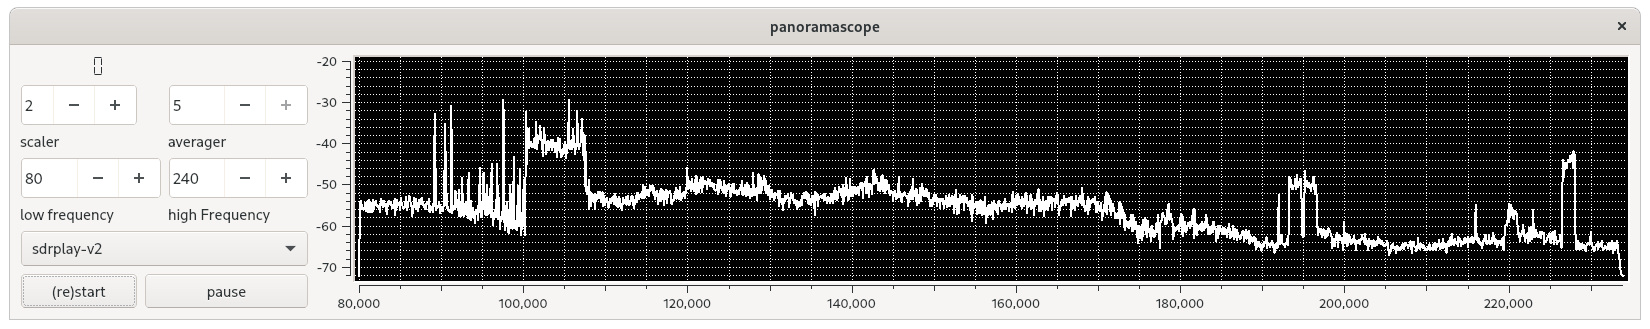 panoramascope ×
2 − + 5 − +
scaler averager
80 − + 240 − +
low frequency high Frequency
sdrplay-v2
(re)start pause
-20
-30
-40
-50
-60
-70
80,000 100,000 120,000 140,000 160,000 180,000 200,000 220,000